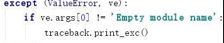 except (ValueError, ve):
if ve.args[0] != 'Empty module name':
traceback.print_exc()